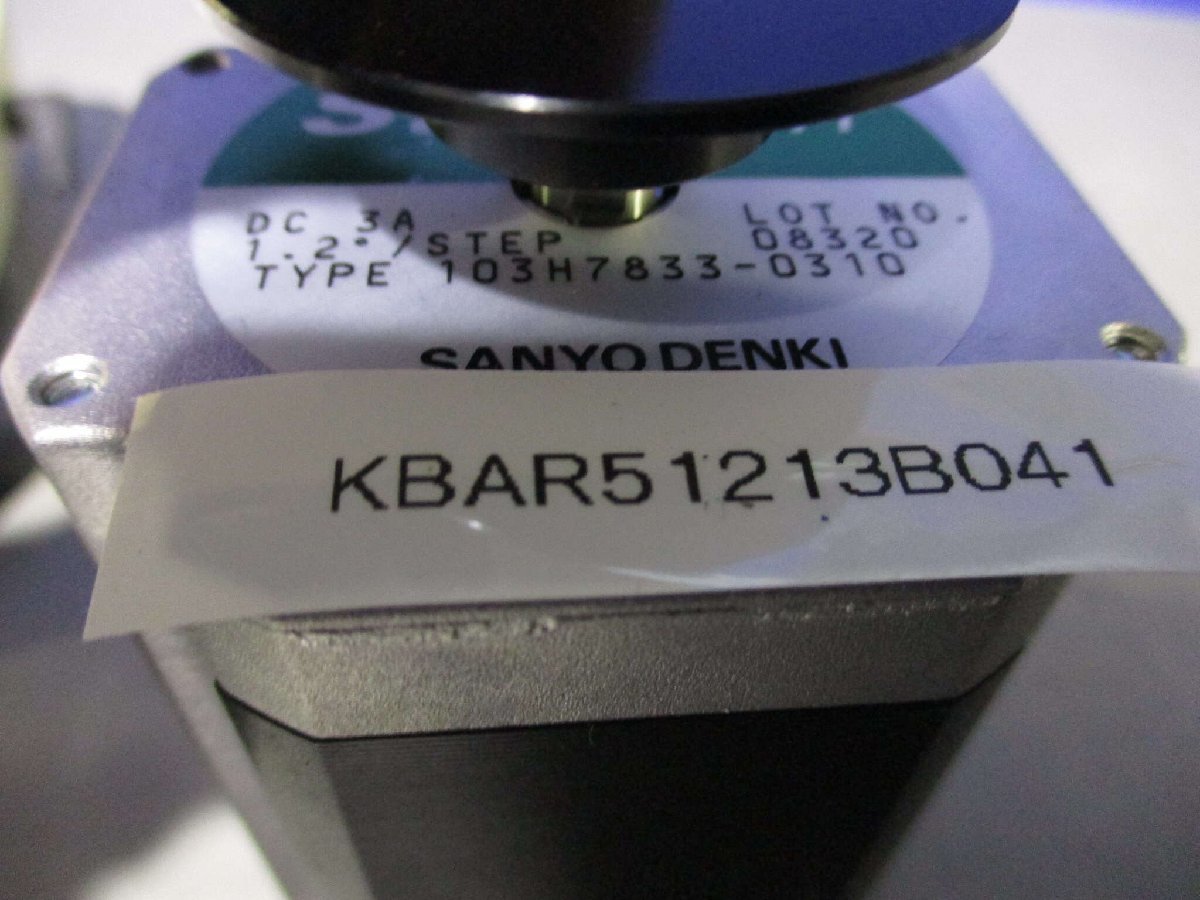 DC 3A LOT NO.
1.2°/STEP 08320
TYPE 103H7833-0310
SANYO DENKI
KBAR51213B041